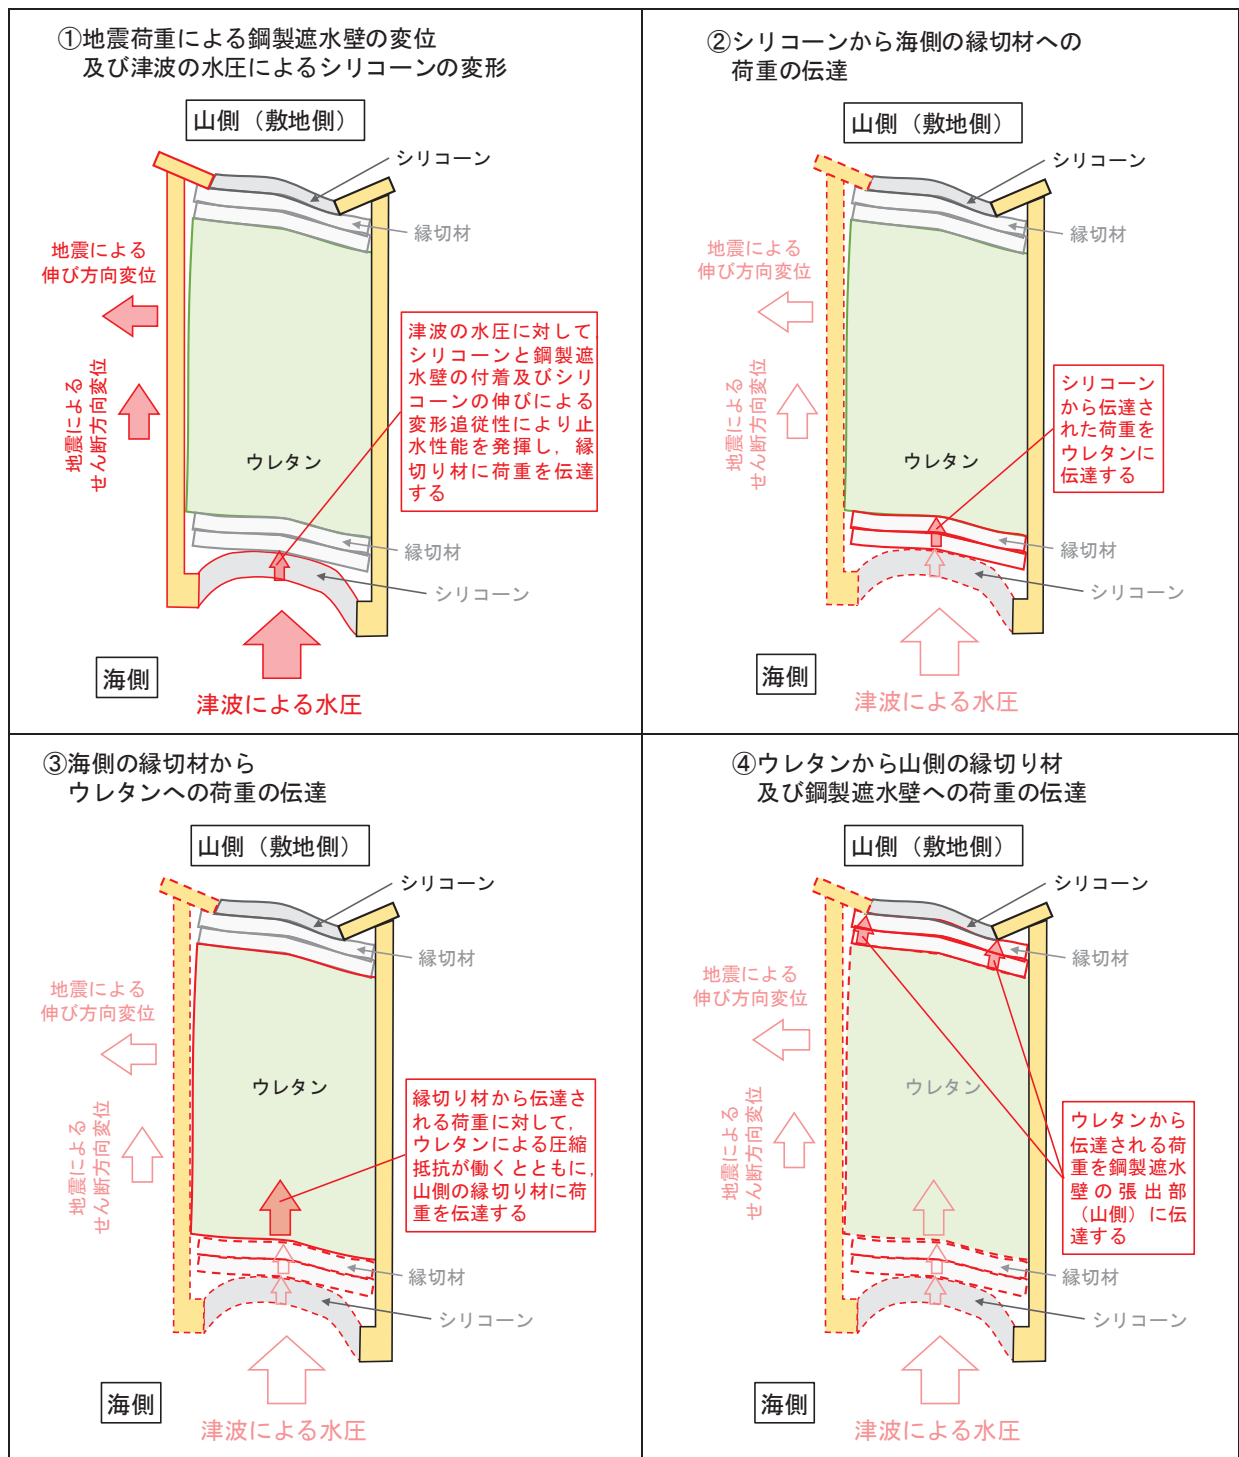 ①地震荷重による鋼製遮水壁の変位
及び津波の水圧によるシリコーンの変形
山側（敷地側）
シリコーン
縁切材
地震による
伸び方向変位
地震による
せん断方向変位
津波の水圧に対して,
シリコーンと鋼製遮
水壁の付着及びシリ
コーンの伸びによる
変形追従性により止
水性能を発揮し，縁
切り材に荷重を伝達
する
ウレタン
縁切材
シリコーン
海側
津波による水圧
②シリコーンから海側の縁切材への
荷重の伝達
山側（敷地側）
シリコーン
縁切材
地震による
伸び方向変位
地震による
せん断方向変位
シリコーン
から伝達さ
れた荷重を
ウレタンに
伝達する
ウレタン
縁切材
シリコーン
海側
津波による水圧
③海側の縁切材から
ウレタンへの荷重の伝達
山側（敷地側）
シリコーン
縁切材
地震による
伸び方向変位
地震による
せん断方向変位
ウレタン
縁切り材から伝達さ
れる荷重に対して，
ウレタンによる圧縮
抵抗が働くとともに,
山側の縁切り材に荷
重を伝達する
縁切材
シリコーン
海側
津波による水圧
④ウレタンから山側の縁切り材
及び鋼製遮水壁への荷重の伝達
山側（敷地側）
シリコーン
縁切材
地震による
伸び方向変位
地震による
せん断方向変位
ウレタン
ウレタンから
伝達される荷
重を鋼製遮水
壁の張出部
（山側）に伝
達する
縁切材
シリコーン
海側
津波による水圧